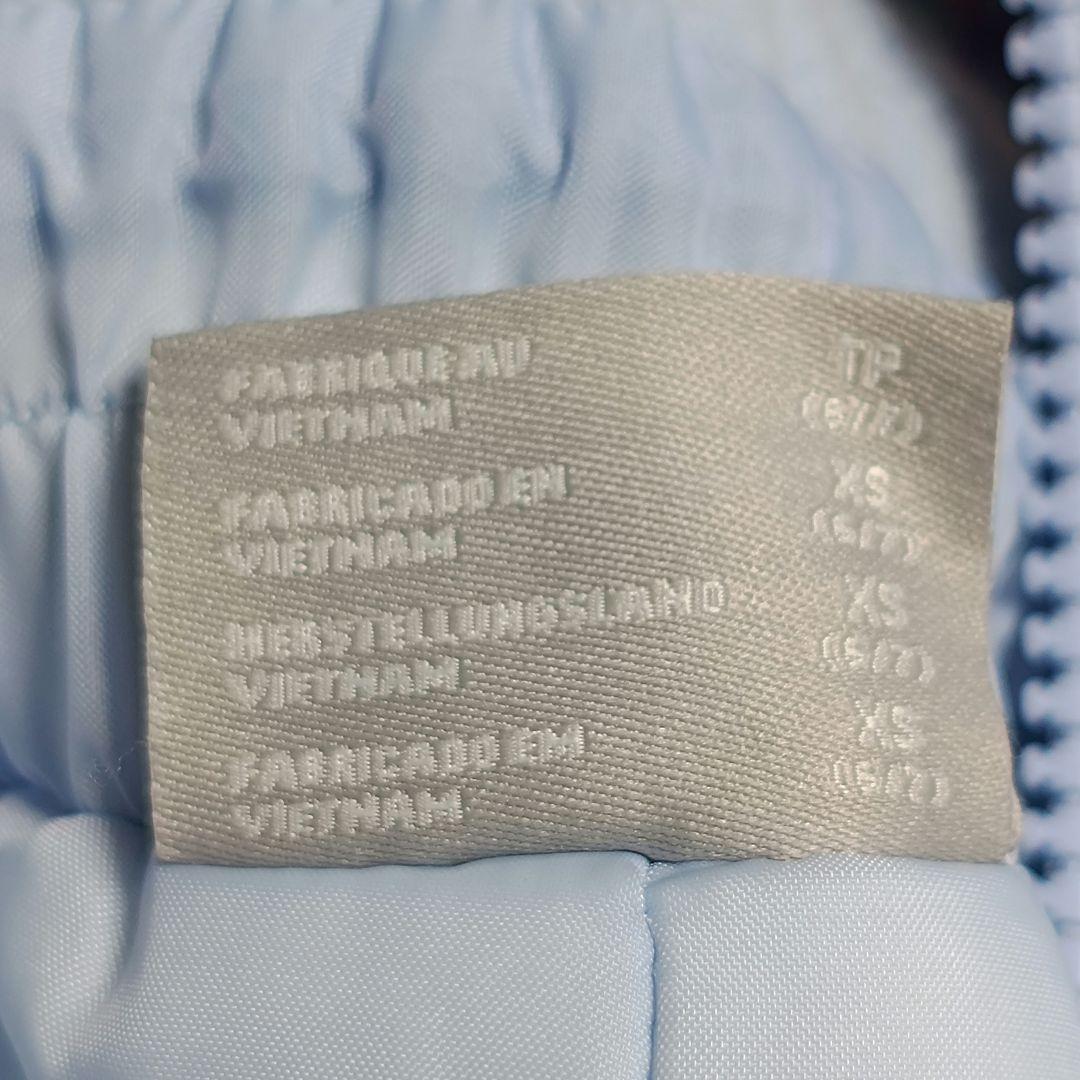 FABRIQUE AU
VIETNAM
TP
FABRICADO EN
VIETNAM
XS
HERSTELLUNGSLAND
VIETNAM
XS
FABRICADO EM
VIETNAM
XS